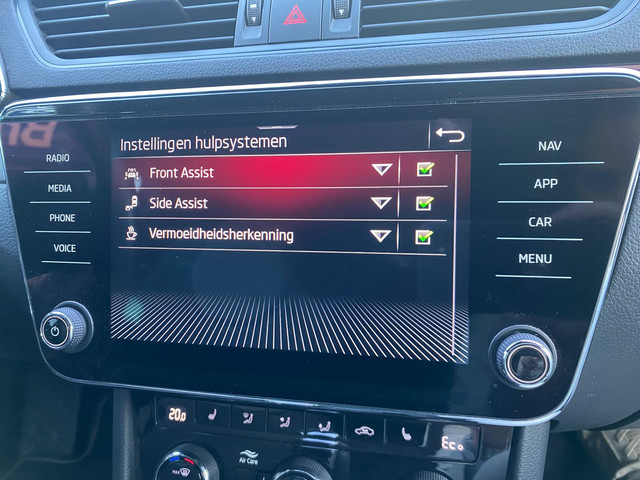 RADIO
MEDIA
PHONE
VOICE
Instellingen hulpsystemen
Front Assist
Side Assist
Vermoeidheidsherkenning
NAV
APP
CAR
MENU
20.0
Eco
Air Care
MAX